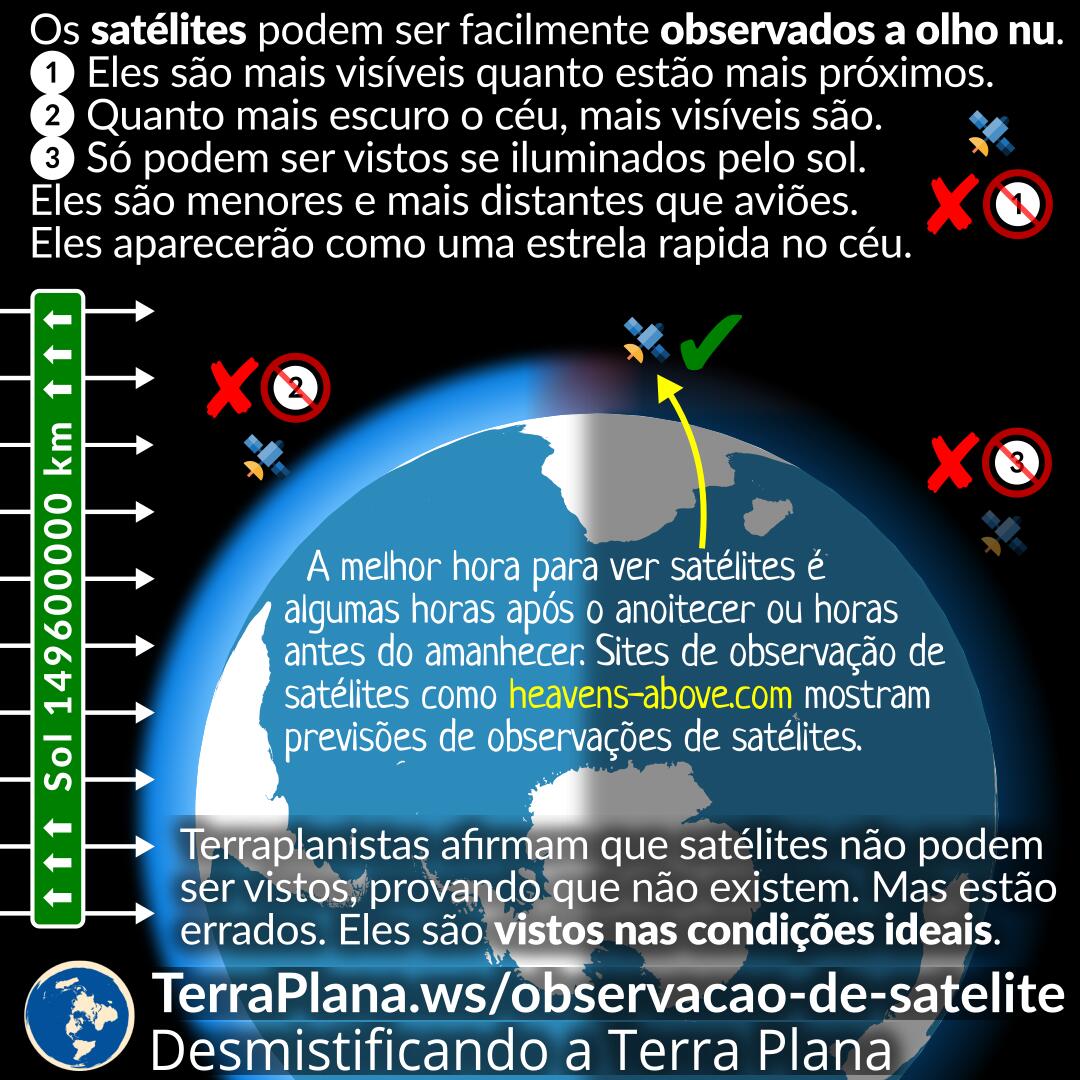 Os satélites podem ser facilmente observados a olho nu.
1 Eles são mais visíveis quanto estão mais próximos.
2 Quanto mais escuro o céu, mais visíveis são.
3 Só podem ser vistos se iluminados pelo sol.
Eles são menores e mais distantes que aviões.
Eles aparecerão como uma estrela rapida no céu.
1
2
3
Sol 149600000 km
A melhor hora para ver satélites é
algumas horas após o anoitecer ou horas
antes do amanhecer. Sites de observação de
satélites como heavens-above.com mostram
previsões de observações de satélites.
Terraplanistas afirmam que satélites não podem
ser vistos, provando que não existem. Mas estão
errados. Eles são vistos nas condições ideais.
TerraPlana.ws/observacao-de-satelite
Desmistificando a Terra Plana